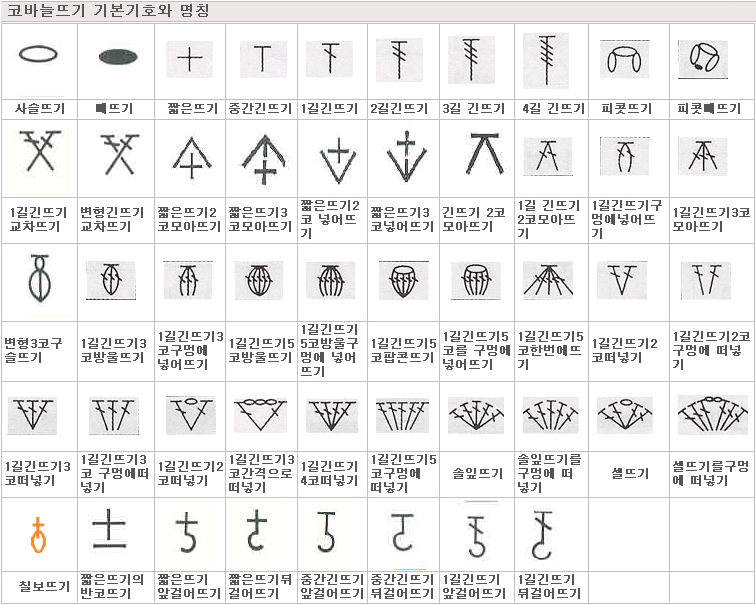 코바늘뜨기 기본기호와 명칭
사슬뜨기
빼뜨기
짧은뜨기
중간긴뜨기
1길긴뜨기
2길긴뜨기
3길 긴뜨기
4길 긴뜨기
피콧뜨기
피콧빼뜨기
1길긴뜨기
교차뜨기
변형긴뜨기
교차뜨기
짧은뜨기2
코모아뜨기
짧은뜨기3
코모아뜨기
짧은뜨기2
코 넣어뜨
기
짧은뜨기3
코넣어뜨기
긴뜨기 2코
모아뜨기
1길 긴뜨기
2코모아뜨
기
1길긴뜨기구
멍에넣어뜨
기
1길긴뜨기3코
모아뜨기
변형3코구
슬뜨기
1길긴뜨기3
코방울뜨기
1길긴뜨기3
코구멍에
넣어뜨기
1길긴뜨기5
코방울뜨기
1길긴뜨기
5코방울구
멍에 넣어
뜨기
1길긴뜨기5
코팝콘뜨기
1길긴뜨기5
코를 구멍에
넣어뜨기
1길긴뜨기5
코한번에뜨
기
1길긴뜨기2
코떠넣기
1길긴뜨기2코
구멍에 떠넣
기
1길긴뜨기3
코떠넣기
1길긴뜨기3
코 구멍에떠
넣기
1길긴뜨기2
코떠넣기
1길긴뜨기3
코간격으로
떠넣기
1길긴뜨기
4코떠넣기
1길긴뜨기5
코구멍에
떠넣기
솔잎뜨기
솔잎뜨기를
구멍에 떠
넣기
셸뜨기
셸뜨기를구멍
에 떠넣기
칠보뜨기
짧은뜨기의
반코뜨기
짧은뜨기
앞걸어뜨기
짧은뜨기뒤
걸어뜨기
중간긴뜨기
앞걸어뜨기
중간긴뜨기
뒤걸어뜨기
1길긴뜨기
앞걸어뜨기
1길긴뜨기
뒤걸어뜨기